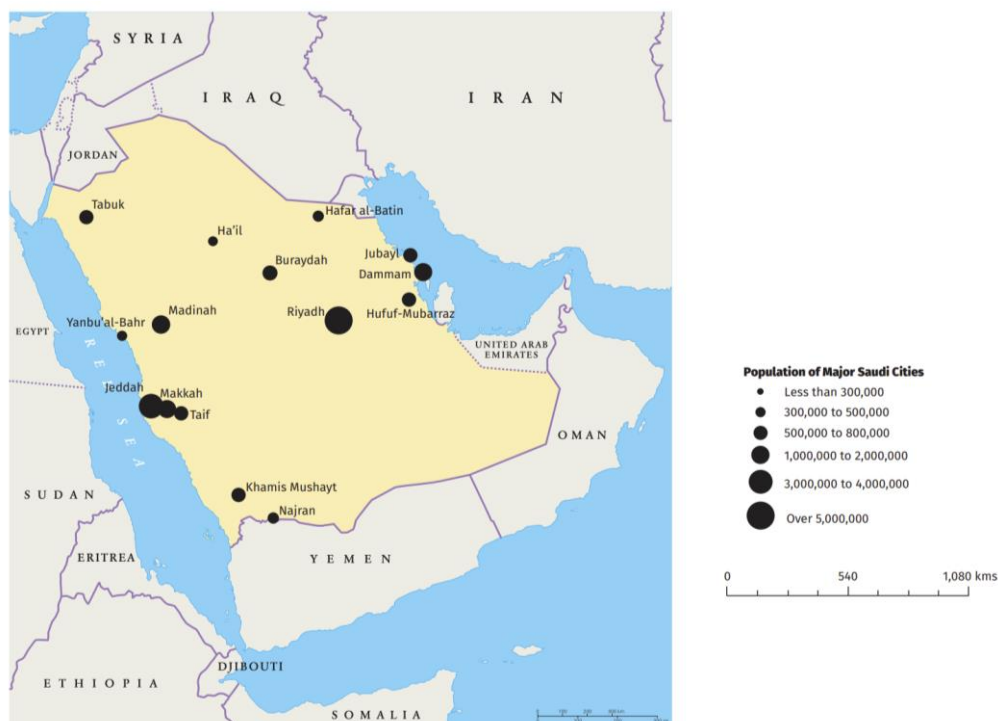 SYRIA
IRAQ
IRAN
JORDAN
Tabuk
Hafar al-Batin
Ha'il
Buraydah
Jubayl
Dammam
Madinah
Riyadh
Hufuf-Mubarraz
EGYPT
Yanbu'al-Bahr
UNITED ARAB
EMIRATES
RED SEA
Jeddah
Makkah
Taif
OMAN
SUDAN
Khamis Mushayt
Najran
ERITREA
YEMEN
DJIBOUTI
ETHIOPIA
SOMALIA
Population of Major Saudi Cities
Less than 300,000
300,000 to 500,000
500,000 to 800,000
1,000,000 to 2,000,000
3,000,000 to 4,000,000
Over 5,000,000
0 540 1,080 kms